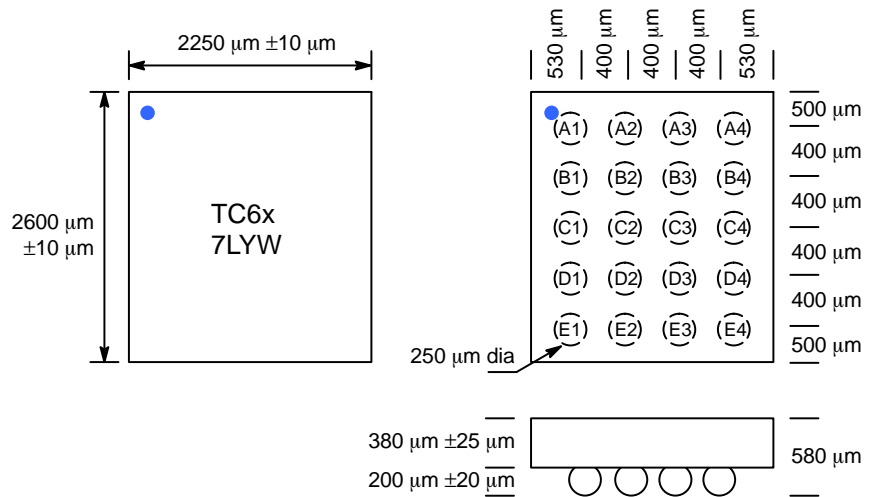 2250 μm ±10 μm
530 μm
400 μm
400 μm
400 μm
530 μm
2600 μm
±10 μm
TC6x
7LYW
(A1) (A2) (A3) (A4)
(B1) (B2) (B3) (B4)
(C1) (C2) (C3) (C4)
(D1) (D2) (D3) (D4)
(E1) (E2) (E3) (E4)
500 μm
400 μm
400 μm
400 μm
400 μm
500 μm
250 μm dia
380 μm ±25 μm
200 μm ±20 μm
580 μm